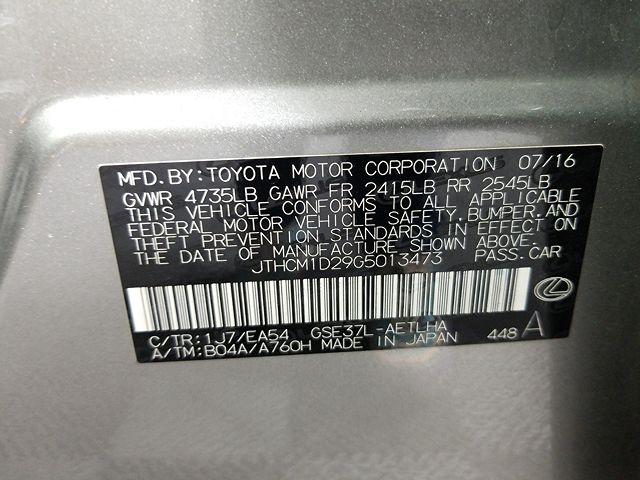 MFD.BY:TOYOTA MOTOR CORPORATION 07/16
GVWR 4735LB GAWR FR 2415LB RR 2545LB
THIS VEHICLE CONFORMS TO ALL APPLICABLE
FEDERAL MOTOR VEHICLE SAFETY,BUMPER,AND
THEFT PREVENTION STANDARDS IN EFFECT ON
THE DATE OF MANUFACTURE SHOWN ABOVE.
JTHCM1D29G5013473 PASS.CAR
C/TR:1J7/EA54 GSE37L-AETLHA
A/TM:B04A/A760H MADE IN JAPAN 448 A